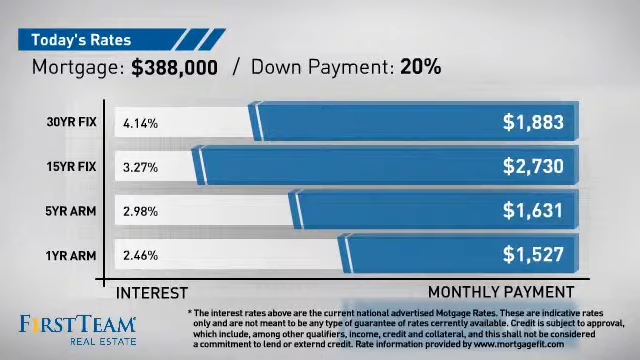 Today's Rates
Mortgage: $388,000 / Down Payment: 20%
30YR FIX 4.14% $1,883
15YR FIX 3.27% $2,730
5YR ARM 2.98% $1,631
1YR ARM 2.46% $1,527
INTEREST MONTHLY PAYMENT
FIRSTTEAM®
REAL ESTATE
* The interest rates above are the current national advertised Motgage Rates. These are indicative rates
only and are not meant to be any type of guarantee of rates cerrently available. Credit is subject to approval,
which include, among other qualifiers, income, credit and collateral, and this shall not be considered
a commitment to lend or externd credit. Rate information provided by www.mortgagefit.com